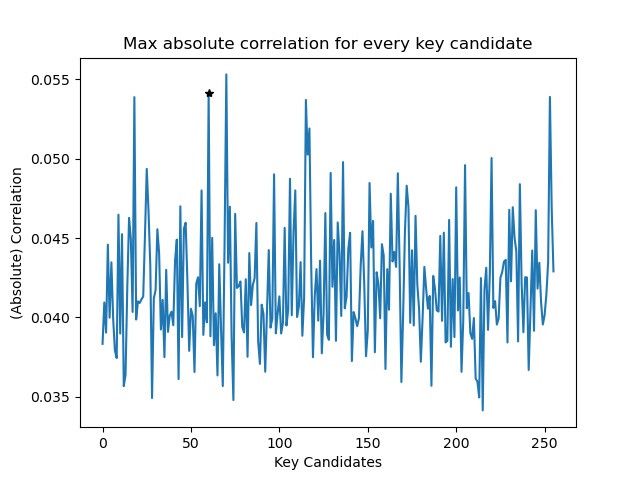 Max absolute correlation for every key candidate
0.055
0.050
0.045
0.040
0.035
(Absolute) Correlation
0 50 100 150 200 250
Key Candidates